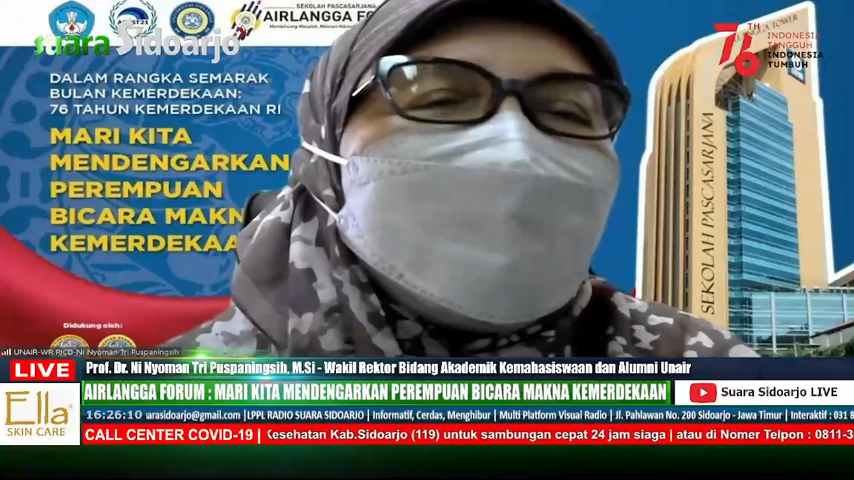 SEKOLAH PASCASARJANA
AIRLANGGA FO
suara Sidoarjo
76TH
INDONESIA
TANGGUH
INDONESIA
TUMBUH
DALAM RANGKA SEMARAK
BULAN KEMERDEKAAN:
76 TAHUN KEMERDEKAAN RI
MARI KITA
MENDENGARKAN
PEREMPUAN
BICARA MAKN
KEMERDEKAA
SEKOLAH PASCASARJANA
Didukung oleh:
UNAIR-WR
Ni Nyoman Tri Puspaningsih
Prof. Dr. Ni Nyoman Tri Puspaningsih, M.Si - Wakil Rektor Bidang Akademik Kemahasiswaan dan Alumni Unair
LIVE
AIRLANGGA FORUM : MARI KITA MENDENGARKAN PEREMPUAN BICARA MAKNA KEMERDEKAAN
Suara Sidoarjo LIVE
Ella
SKIN CARE
16:26:10
arasidoarjo@gmail.com |LPPL RADIO SUARA SIDOARJO | Informatif, Cerdas, Menghibur | Multi Platform Visual Radio | Jl. Pahlawan No. 200 Sidoarjo - Jawa Timur | Interaktif : 031 8
CALL CENTER COVID-19 | Kesehatan Kab.Sidoarjo (119) untuk sambungan cepat 24 jam siaga | atau di Nomer Telpon : 0811-3